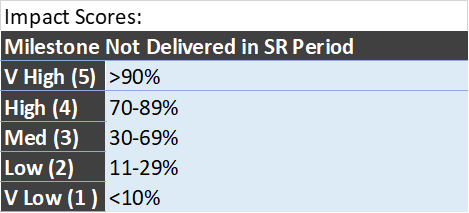 Impact Scores:
Milestone Not Delivered in SR Period
V High (5) >90%
High (4) 70-89%
Med (3) 30-69%
Low (2) 11-29%
V Low (1 ) <10%